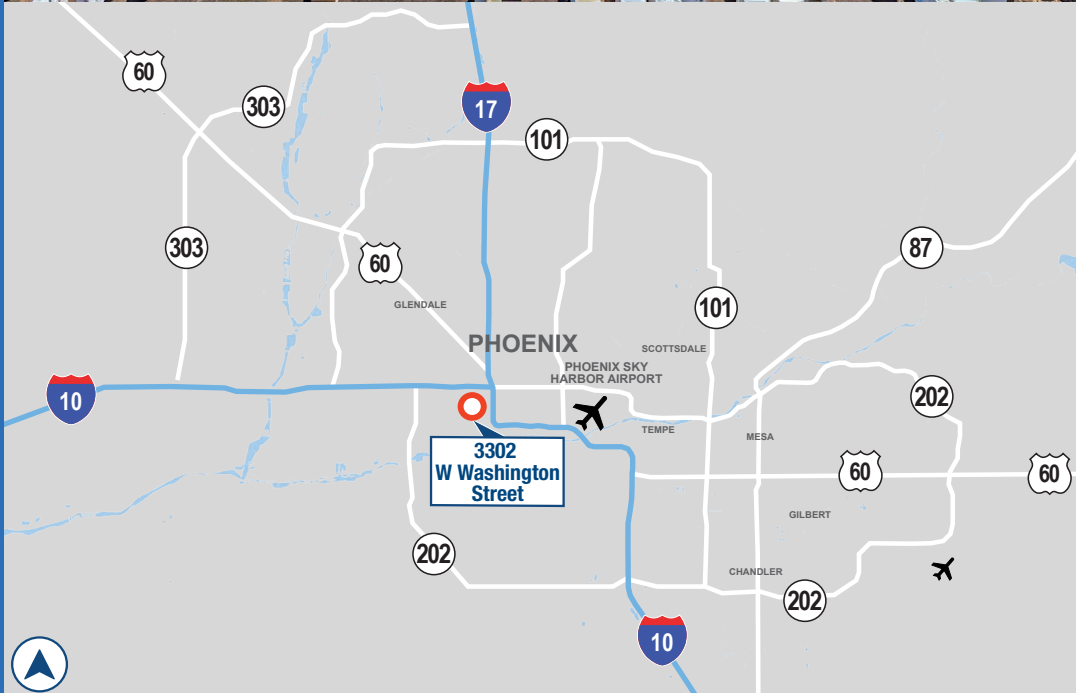 60
303
17
101
303
60
87
GLENDALE
101
PHOENIX
SCOTTSDALE
PHOENIX SKY
HARBOR AIRPORT
10
202
TEMPE
MESA
3302
W Washington
Street
60
60
GILBERT
202
CHANDLER
202
10